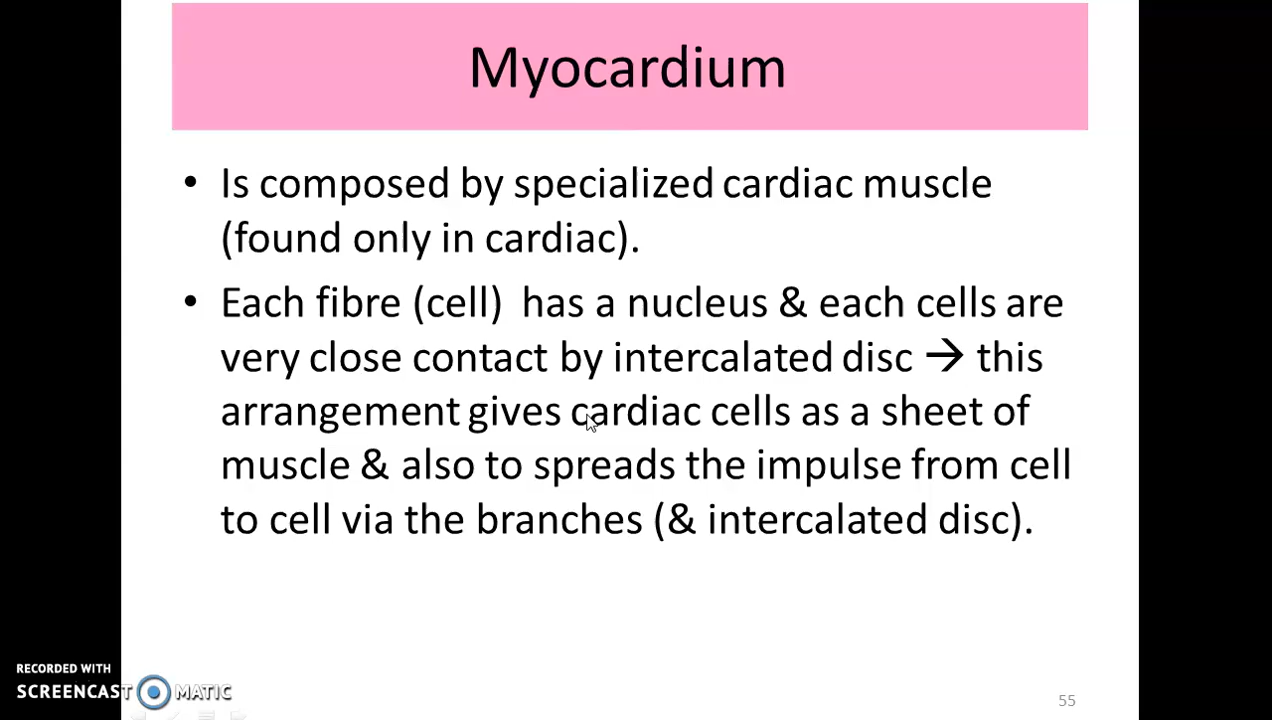 Myocardium
• Is composed by specialized cardiac muscle
(found only in cardiac).
• Each fibre (cell) has a nucleus & each cells are
very close contact by intercalated disc → this
arrangement gives cardiac cells as a sheet of
muscle & also to spreads the impulse from cell
to cell via the branches (& intercalated disc).
RECORDED WITH
SCREENCAST MATIC
55